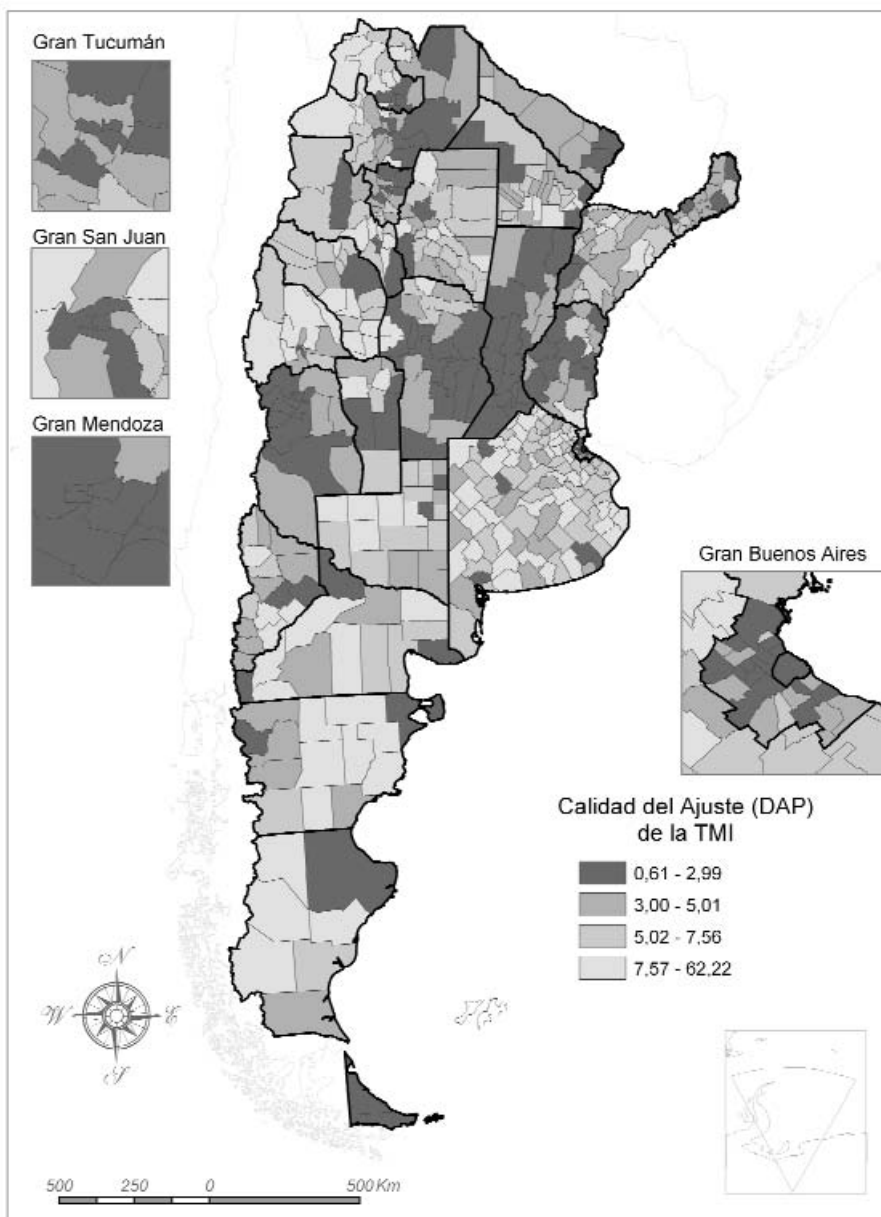 Gran Tucumán
Gran San Juan
Gran Mendoza
Gran Buenos Aires
Calidad del Ajuste (DAP)
de la TMI
0,61 - 2,99
3,00 - 5,01
5,02 - 7,56
7,57 - 62,22
N
S
500 250 0 500 Km